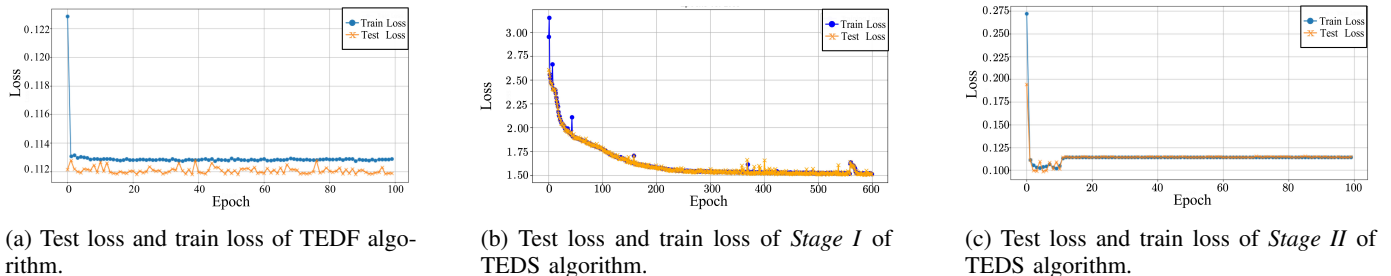 0.122
0.120
0.118
0.116
0.114
0.112
Loss
Train Loss
Test Loss
0
20
40
60
80
100
Epoch
(a) Test loss and train loss of TEDF algo-
rithm.
3.00
2.75
2.50
2.25
2.00
1.75
1.50
Loss
Train Loss
Test Loss
0
100
200
300
400
500
600
Epoch
(b) Test loss and train loss of Stage I of
TEDS algorithm.
0.275
0.250
0.225
0.200
0.175
0.150
0.125
0.100
Loss
Train Loss
Test Loss
0
20
40
60
80
100
Epoch
(c) Test loss and train loss of Stage II of
TEDS algorithm.